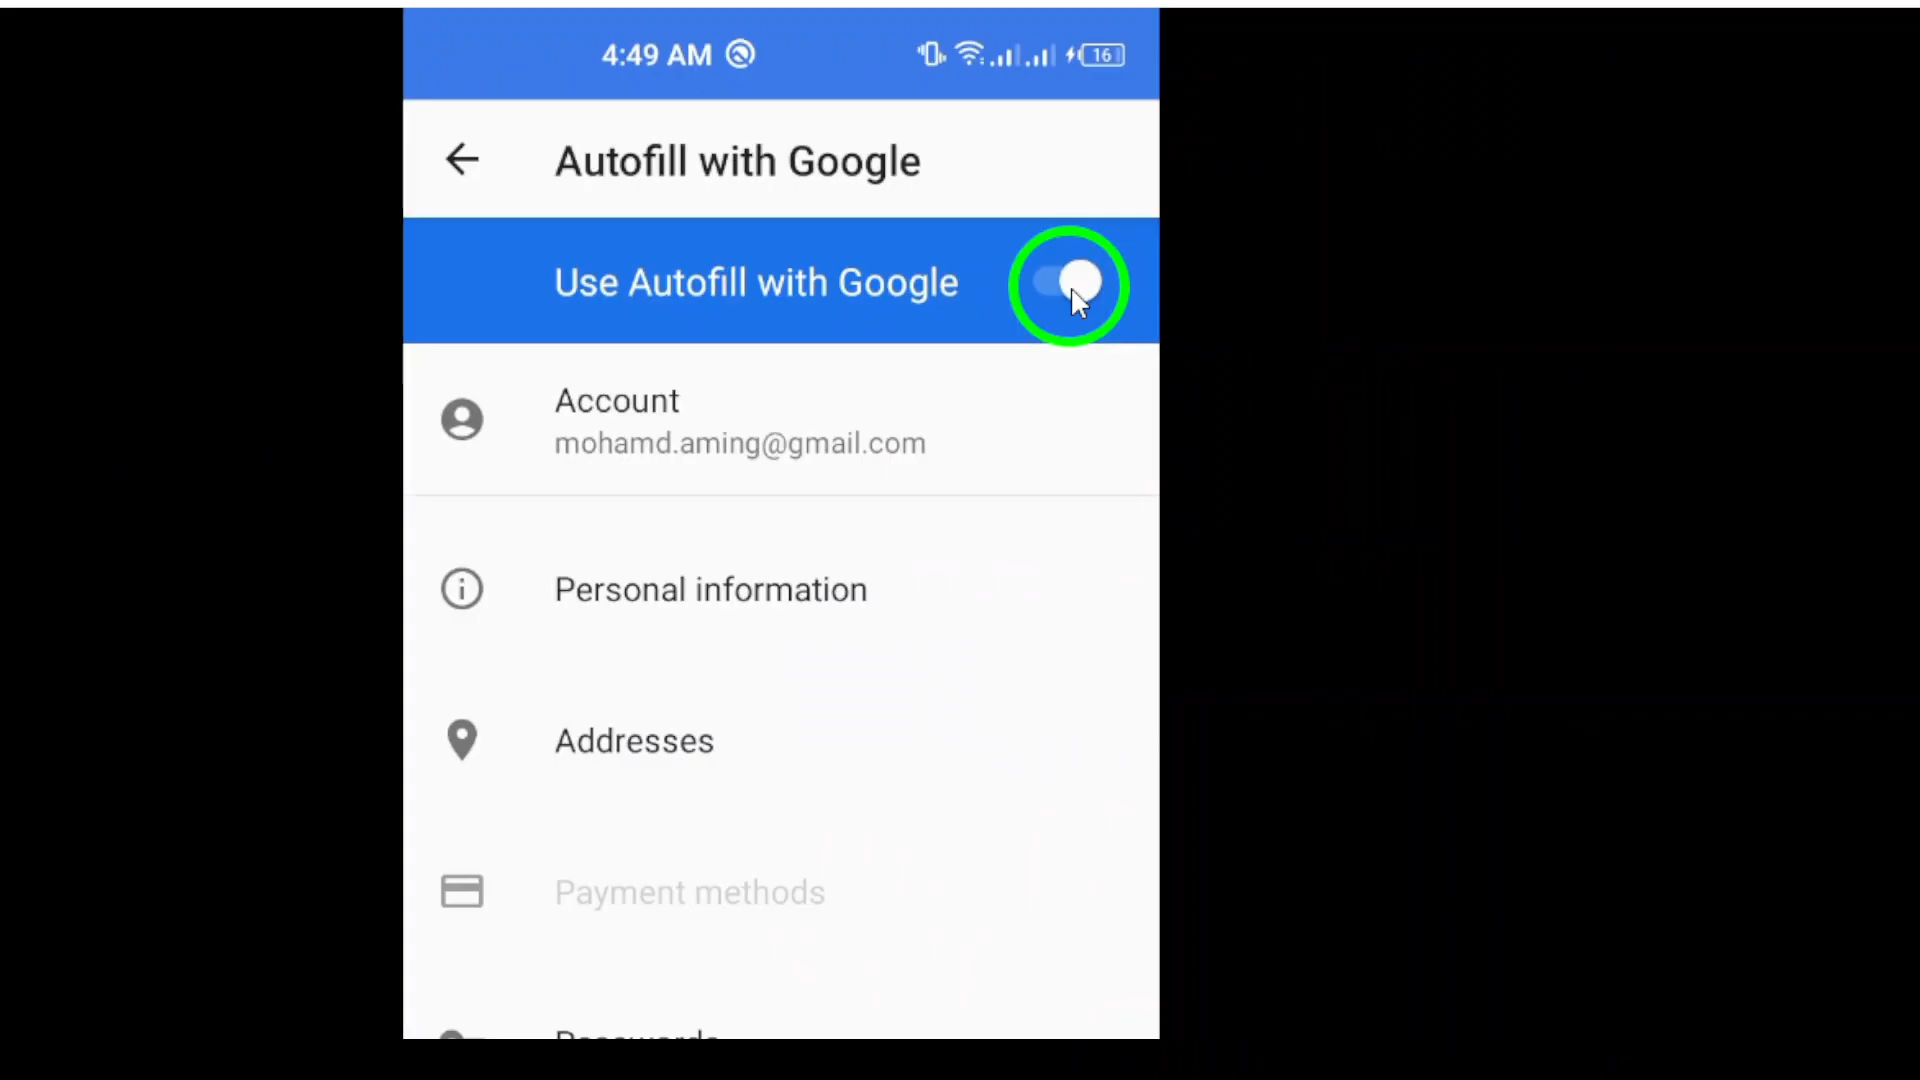 4:49 AM 16
Autofill with Google
Use Autofill with Google
Account
mohamd.aming@gmail.com
Personal information
Addresses
Payment methods
Passwords